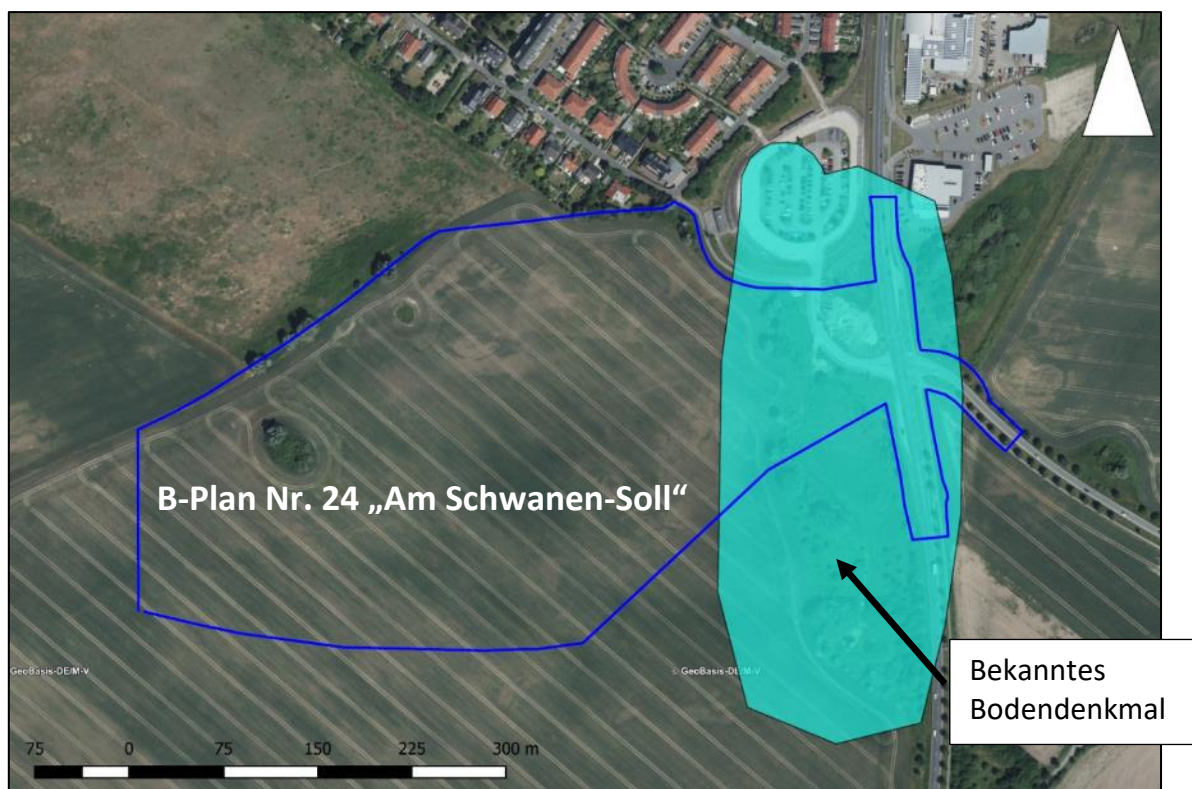 B-Plan Nr. 24 „Am Schwanen-Soll“
GeoBasis-DE/M-V
© GeoBasis-DE/M-V
Bekanntes
Bodendenkmal
75 0 75 150 225 300 m